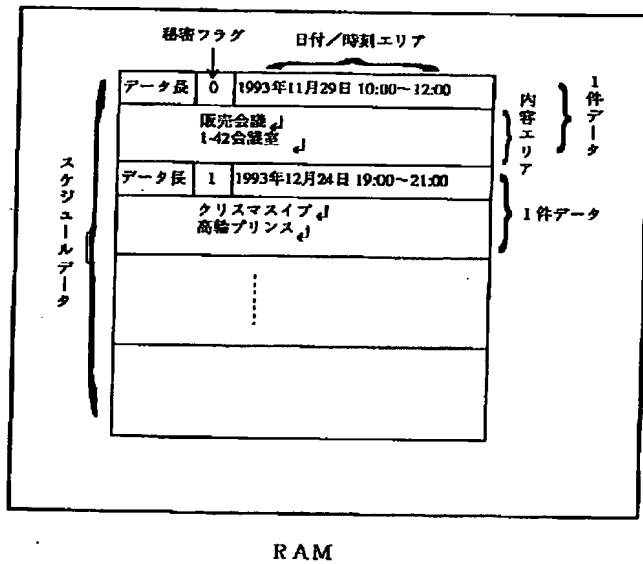 秘密フラグ
日付/時刻エリア
データ長 0 1993年11月29日 10:00~12:00
販売会議↲
1-42会議室↲
内容エリア
1件データ
データ長 1 1993年12月24日 19:00~21:00
クリスマスイブ↲
高輪プリンス↲
1件データ
スケジュールデータ
RAM